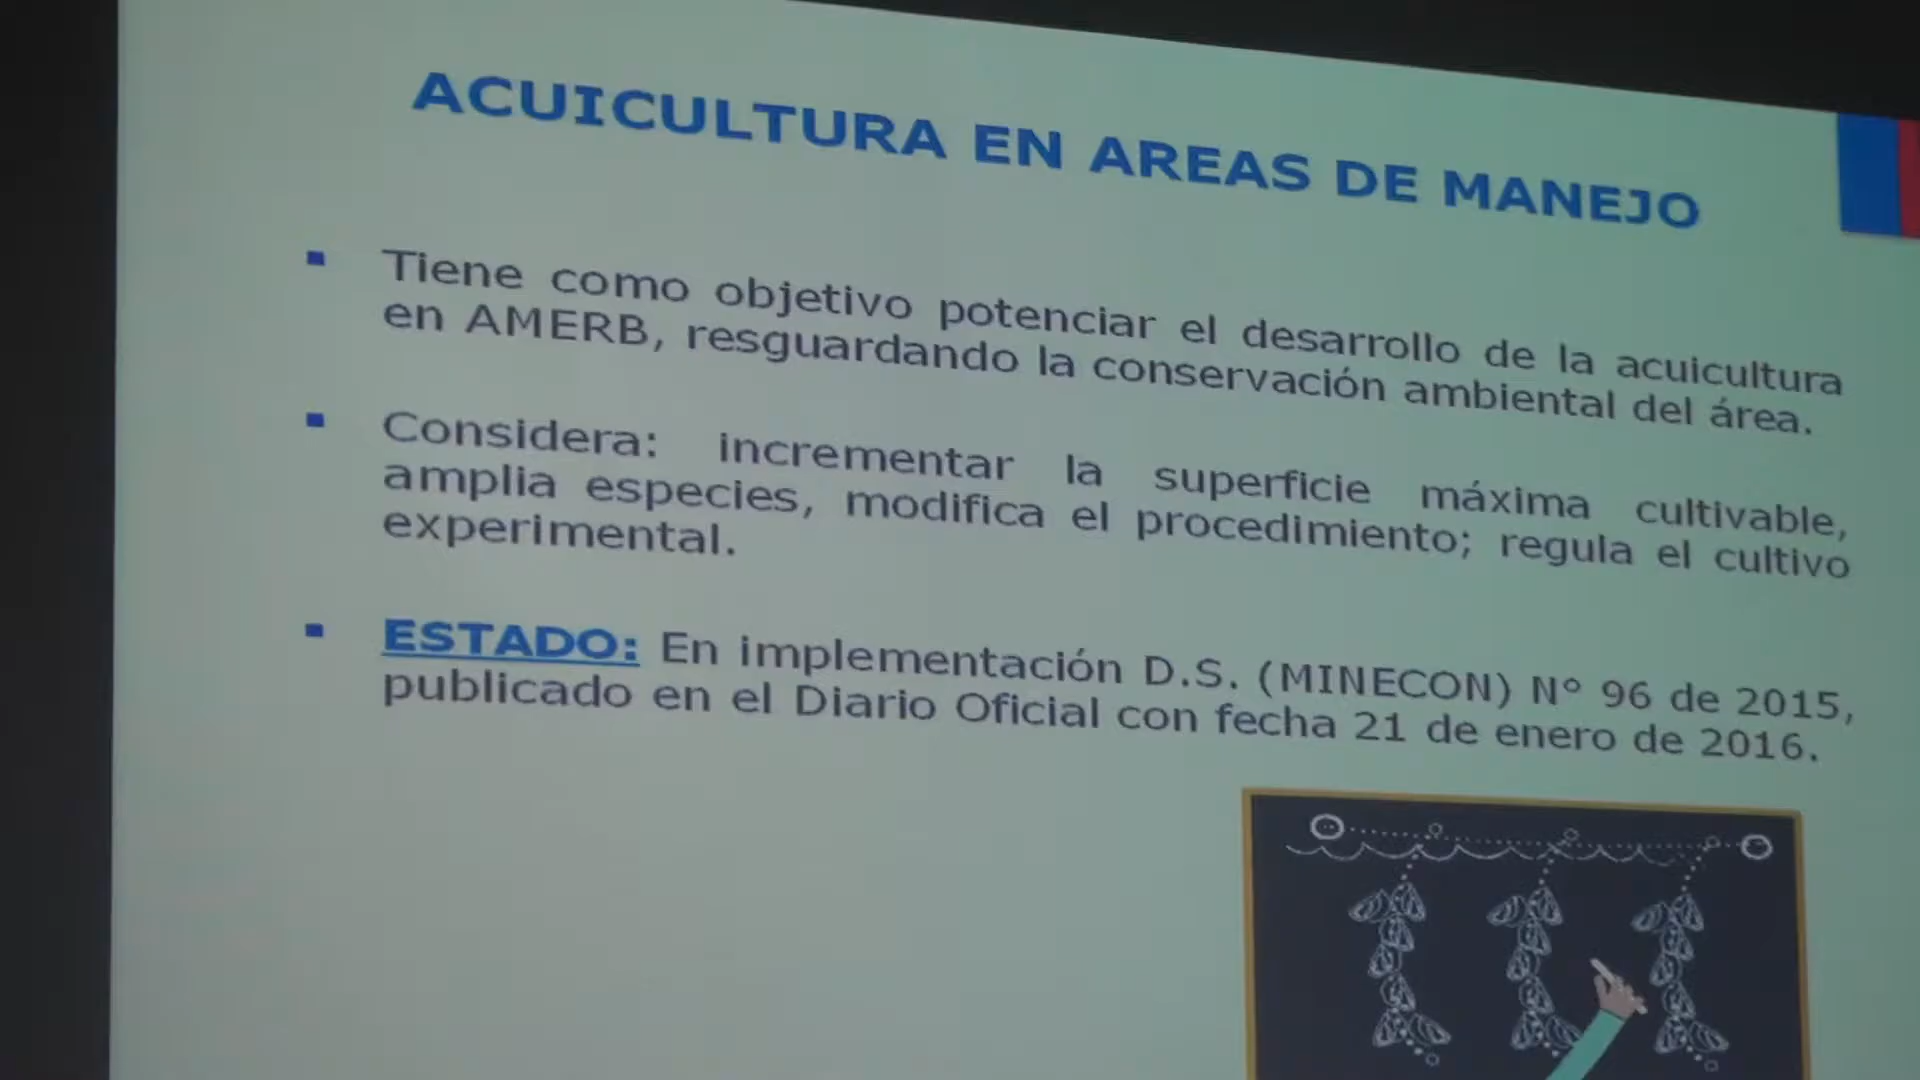 ACUICULTURA EN AREAS DE MANEJO
Tiene como objetivo potenciar el desarrollo de la acuicultura
en AMERB, resguardando la conservación ambiental del área.
Considera: incrementar la superficie máxima cultivable,
amplia especies, modifica el procedimiento; regula el cultivo
experimental.
ESTADO: En implementación D.S. (MINECON) Nº 96 de 2015,
publicado en el Diario Oficial con fecha 21 de enero de 2016.